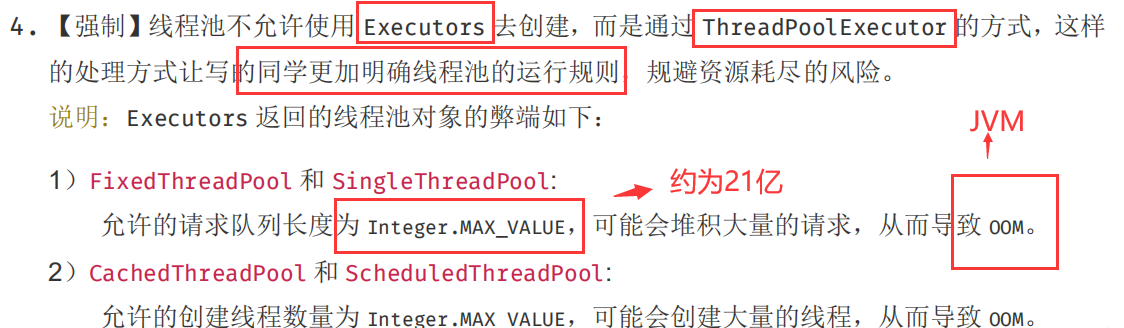 4.【强制】线程池不允许使用 Executors 去创建，而是通过 ThreadPoolExecutor 的方式，这样
的处理方式让写的同学更加明确线程池的运行规则，规避资源耗尽的风险。
说明：Executors 返回的线程池对象的弊端如下：
JVM
1）FixedThreadPool 和 SingleThreadPool:
约为21亿
允许的请求队列长度为 Integer.MAX_VALUE，可能会堆积大量的请求，从而导致 OOM。
2）CachedThreadPool 和 ScheduledThreadPool:
允许的创建线程数量为 Integer.MAX_VALUE，可能会创建大量的线程，从而导致 OOM。